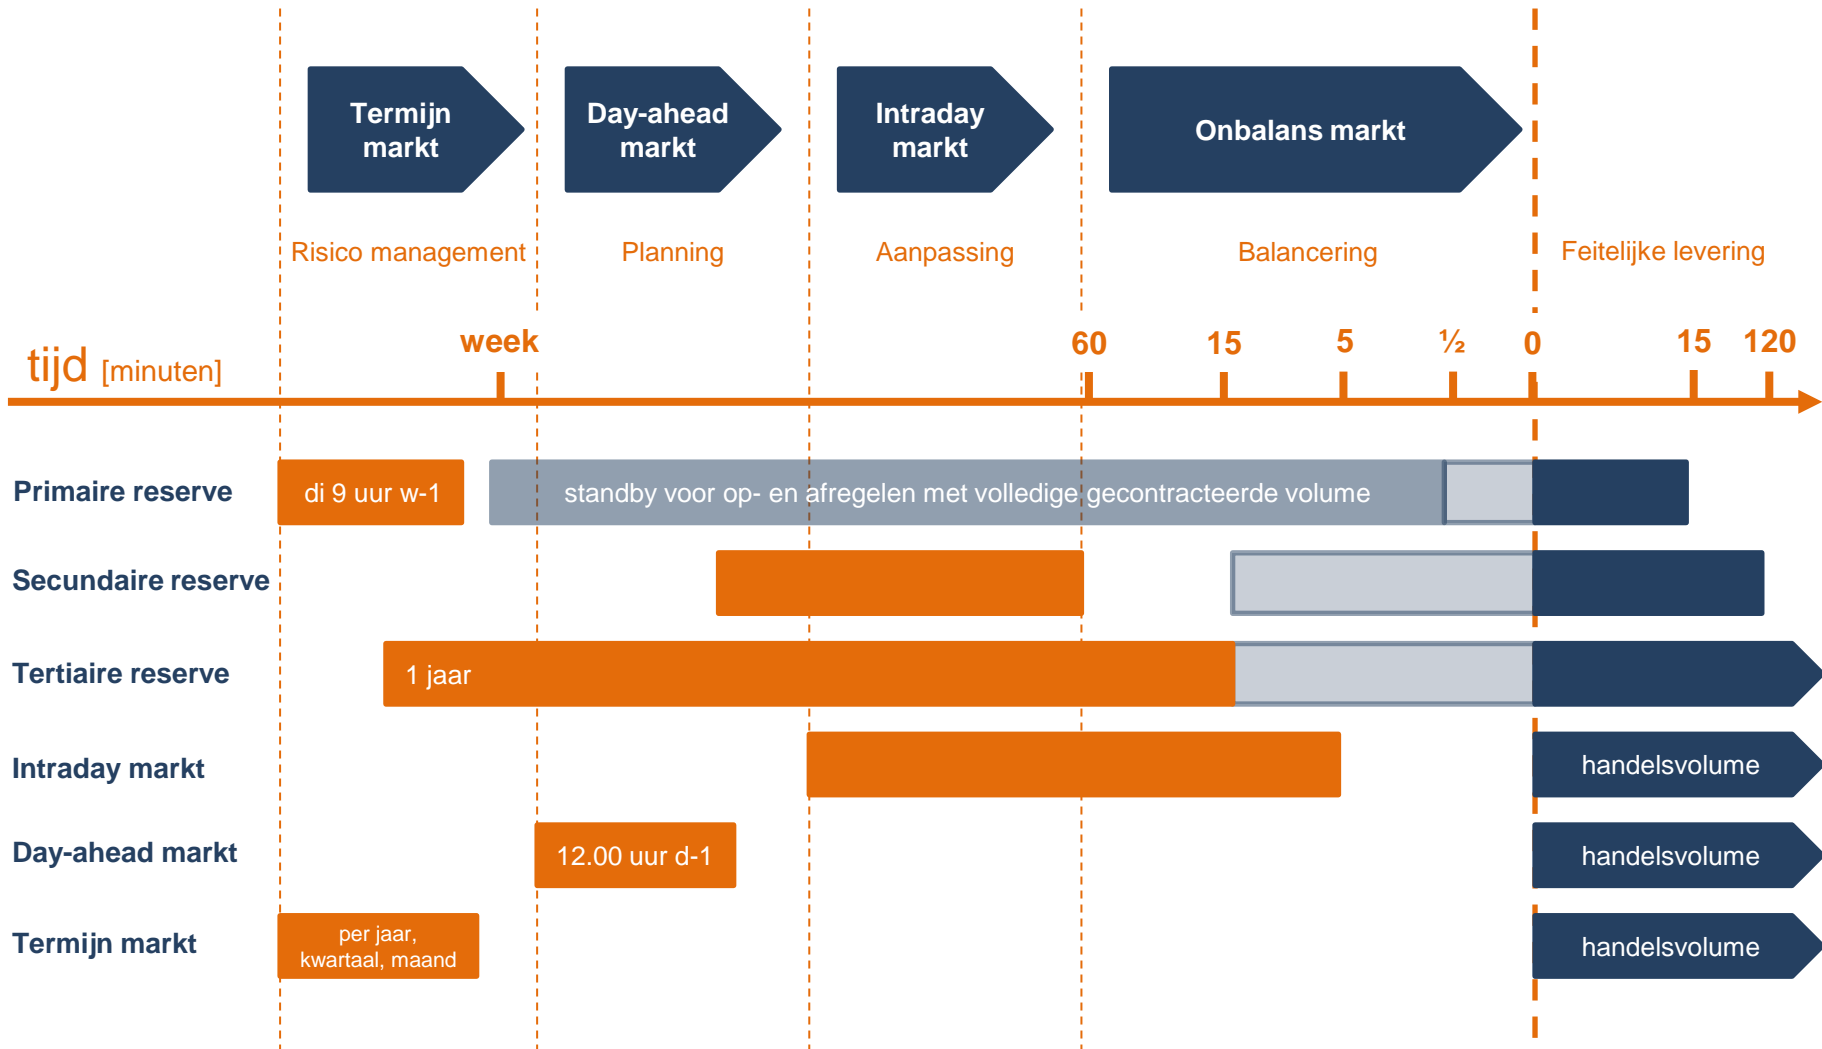 Termijn
markt
Day-ahead
markt
Intraday
markt
Onbalans markt
Risico management
Planning
Aanpassing
Balancering
Feitelijke levering
tijd [minuten]
week
60
15
5
½
0
15
120
Primaire reserve
di 9 uur w-1
standby voor op- en afregelen met volledige gecontracteerde volume
Secundaire reserve
Tertiaire reserve
1 jaar
Intraday markt
handelsvolume
Day-ahead markt
12.00 uur d-1
handelsvolume
Termijn markt
per jaar,
kwartaal, maand
handelsvolume